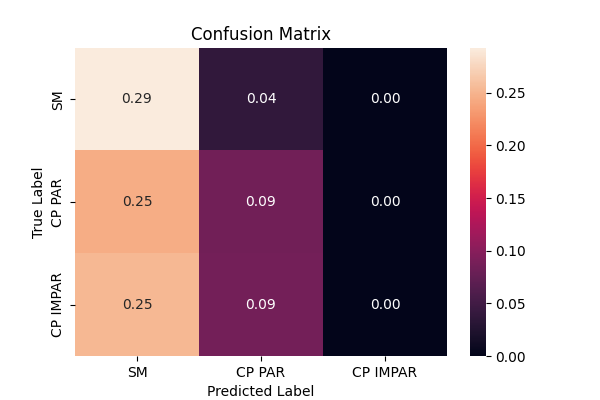 Confusion Matrix
True Label
SM
CP PAR
CP IMPAR
0.29 0.04 0.00
0.25 0.09 0.00
0.25 0.09 0.00
SM CP PAR CP IMPAR
Predicted Label
0.25
0.20
0.15
0.10
0.05
0.00